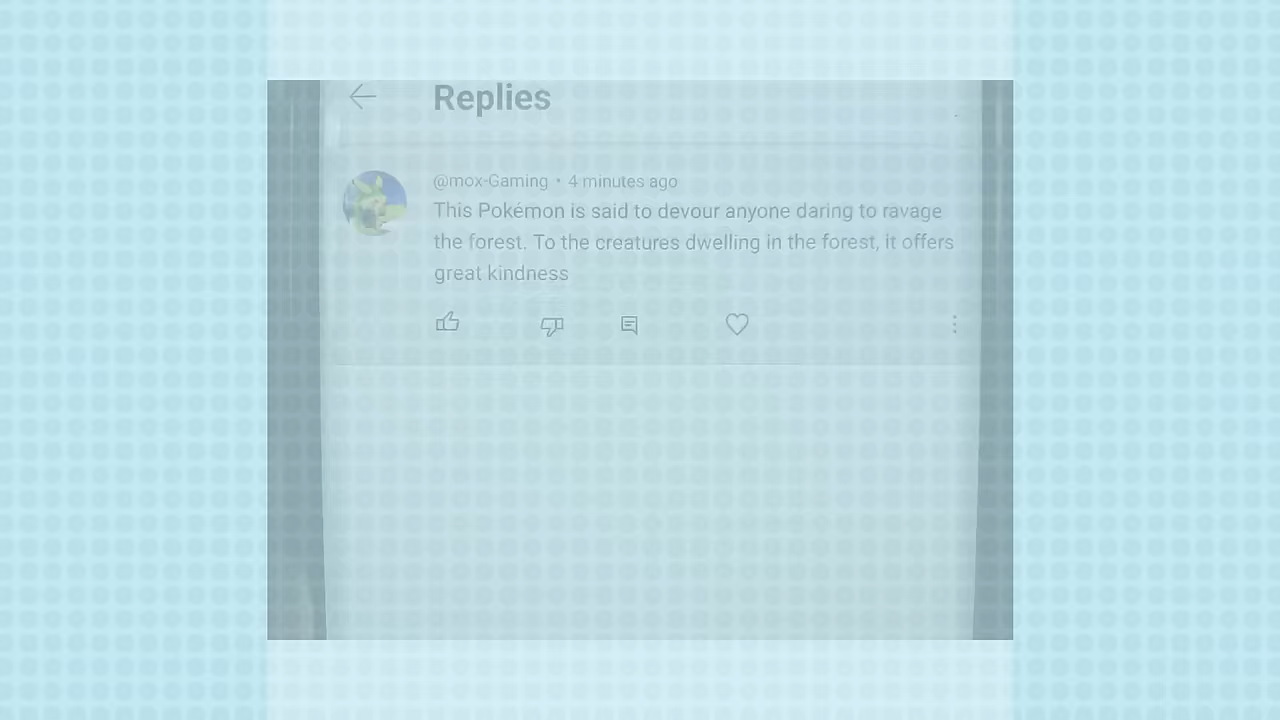 Replies
@mox-Gaming • 4 minutes ago
This Pokémon is said to devour anyone daring to ravage
the forest. To the creatures dwelling in the forest, it offers
great kindness